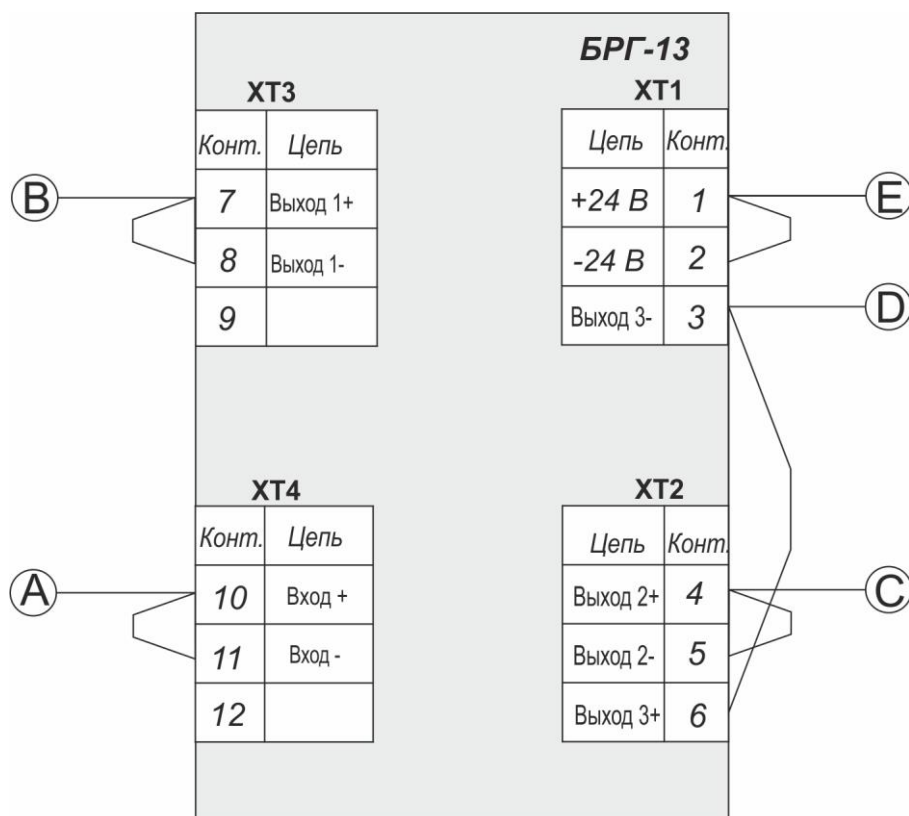 БРГ-13
XT3
Конт. Цепь
7 Выход 1+
8 Выход 1-
9
XT1
Цепь Конт.
+24 В 1
-24 В 2
Выход 3- 3
B
E
D
XT4
Конт. Цепь
10 Вход +
11 Вход -
12
XT2
Цепь Конт.
Выход 2+ 4
Выход 2- 5
Выход 3+ 6
A
C